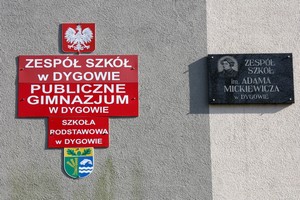 ZESPÓŁ SZKÓŁ
w DYGOWIE
PUBLICZNE
GIMNAZJUM
W DYGOWIE
SZKOŁA
PODSTAWOWA
w DYGOWIE
ZESPÓŁ
SZKÓŁ
im. ADAMA
MICKIEWICZA
w DYGOWIE